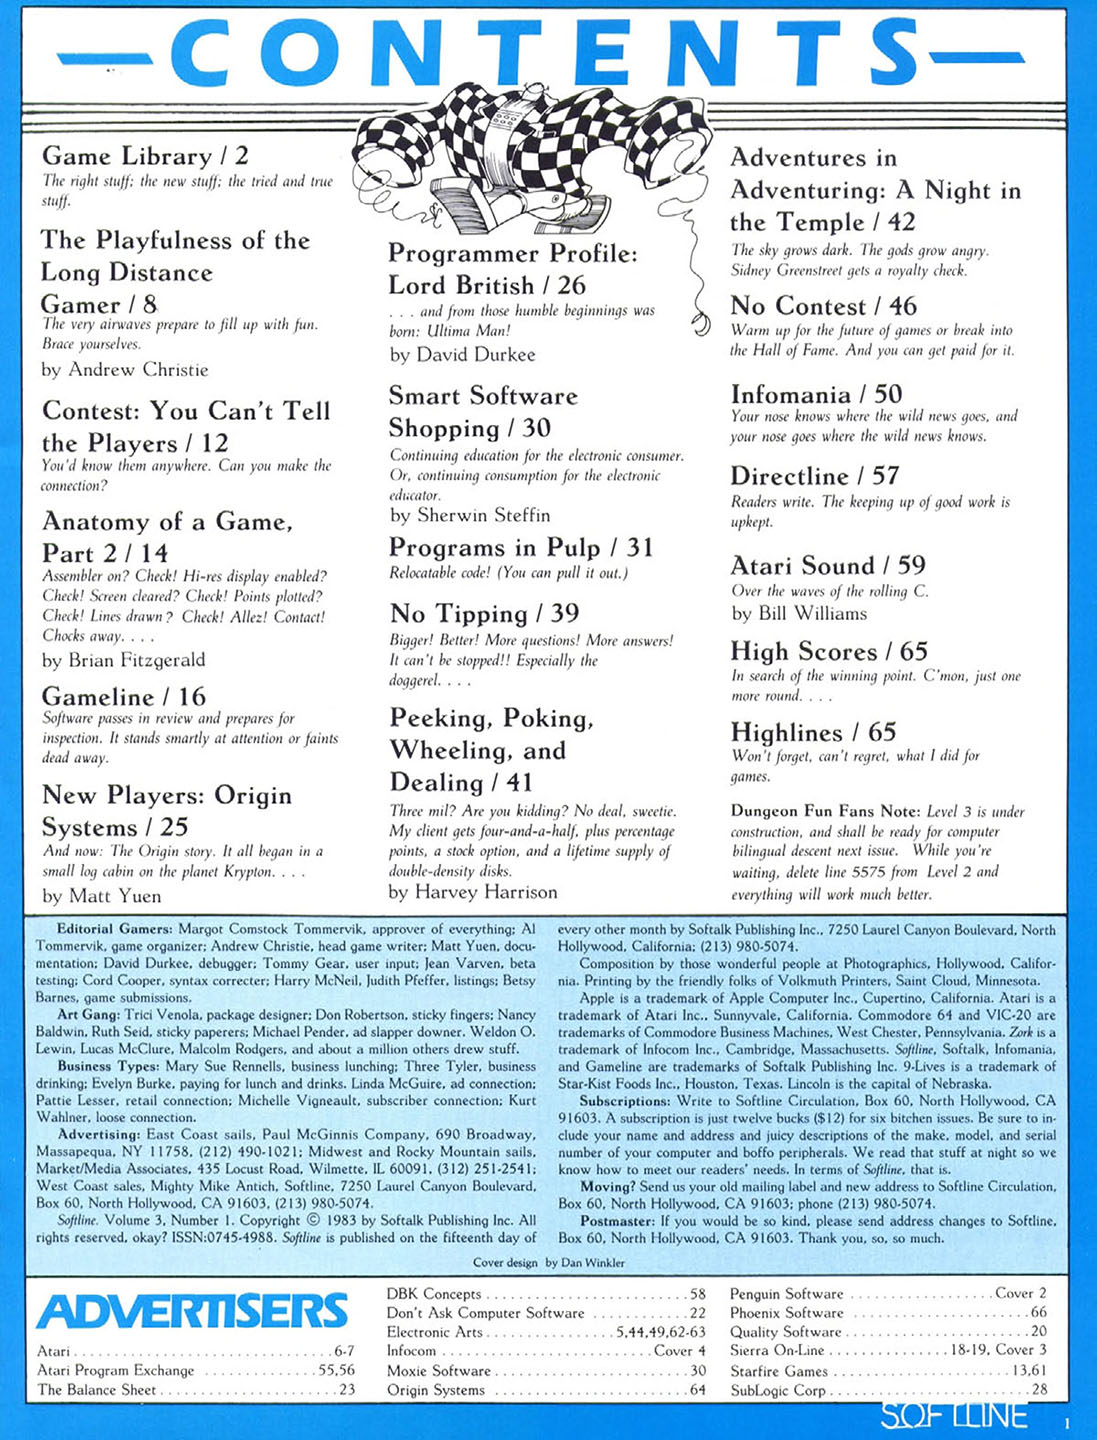 CONTENTS
Game Library / 2
The right stuff; the new stuff; the tried and true
stuff.
The Playfulness of the
Long Distance
Gamer / 8
The very airwaves prepare to fill up with fun.
Brace yourselves.
by Andrew Christie
Contest: You Can't Tell
the Players / 12
You'd know them anywhere. Can you make the
connection?
Anatomy of a Game,
Part 2 / 14
Assembler on? Check! Hi-res display enabled?
Check! Screen cleared? Check! Points plotted?
Check! Lines drawn? Check! Allez! Contact!
Chocks away. . . .
by Brian Fitzgerald
Gameline / 16
Software passes in review and prepares for
inspection. It stands smartly at attention or faints
dead away.
New Players: Origin
Systems / 25
And now: The Origin story. It all began in a
small log cabin on the planet Krypton. . . .
by Matt Yuen
Programmer Profile:
Lord British / 26
. . . and from those humble beginnings was
born: Ultima Man!
by David Durkee
Smart Software
Shopping / 30
Continuing education for the electronic consumer.
Or, continuing consumption for the electronic
educator.
by Sherwin Steffin
Programs in Pulp / 31
Relocatable code! (You can pull it out.)
No Tipping / 39
Bigger! Better! More questions! More answers!
It can't be stopped!! Especially the
doggerel. . . .
Peeking, Poking,
Wheeling, and
Dealing / 41
Three mil? Are you kidding? No deal, sweetie.
My client gets four-and-a-half, plus percentage
points, a stock option, and a lifetime supply of
double-density disks.
by Harvey Harrison
Adventures in
Adventuring: A Night in
the Temple / 42
The sky grows dark. The gods grow angry.
Sidney Greenstreet gets a royalty check.
No Contest / 46
Warm up for the future of games or break into
the Hall of Fame. And you can get paid for it.
Infomania / 50
Your nose knows where the wild news goes, and
your nose goes where the wild news knows.
Directline / 57
Readers write. The keeping up of good work is
upkept.
Atari Sound / 59
Over the waves of the rolling C.
by Bill Williams
High Scores / 65
In search of the winning point. C'mon, just one
more round. . . .
Highlines / 65
Won't forget, can't regret, what I did for
games.
Dungeon Fun Fans Note: Level 3 is under
construction, and shall be ready for computer
bilingual descent next issue. While you're
waiting, delete line 5575 from Level 2 and
everything will work much better.
Editorial Gamers: Margot Comstock Tommervik, approver of everything; Al
Tommervik, game organizer; Andrew Christie, head game writer; Matt Yuen, docu-
mentation; David Durkee, debugger; Tommy Gear, user input; Jean Varven, beta
testing; Cord Cooper, syntax correcter; Harry McNeil, Judith Pfeffer, listings; Betsy
Barnes, game submissions.
Art Gang: Trici Venola, package designer; Don Robertson, sticky fingers; Nancy
Baldwin, Ruth Seid, sticky paperers; Michael Pender, ad slapper downer. Weldon O.
Lewin, Lucas McClure, Malcolm Rodgers, and about a million others drew stuff.
Business Types: Mary Sue Rennells, business lunching; Three Tyler, business
drinking; Evelyn Burke, paying for lunch and drinks. Linda McGuire, ad connection;
Pattie Lesser, retail connection; Michelle Vigneault, subscriber connection; Kurt
Wahlner, loose connection.
Advertising: East Coast sails, Paul McGinnis Company, 690 Broadway,
Massapequa, NY 11758, (212) 490-1021; Midwest and Rocky Mountain sails,
Market/Media Associates, 435 Locust Road, Wilmette, IL 60091, (312) 251-2541;
West Coast sales, Mighty Mike Antich, Softline, 7250 Laurel Canyon Boulevard,
Box 60, North Hollywood, CA 91603, (213) 980-5074.
Softline. Volume 3, Number 1. Copyright © 1983 by Softalk Publishing Inc. All
rights reserved, okay? ISSN:0745-4988. Softline is published on the fifteenth day of
every other month by Softalk Publishing Inc., 7250 Laurel Canyon Boulevard, North
Hollywood, California; (213) 980-5074.
Composition by those wonderful people at Photographics, Hollywood, Califor-
nia. Printing by the friendly folks of Volkmuth Printers, Saint Cloud, Minnesota.
Apple is a trademark of Apple Computer Inc., Cupertino, California. Atari is a
trademark of Atari Inc., Sunnyvale, California. Commodore 64 and VIC-20 are
trademarks of Commodore Business Machines, West Chester, Pennsylvania. Zork is a
trademark of Infocom Inc., Cambridge, Massachusetts. Softline, Softalk, Infomania,
and Gameline are trademarks of Softalk Publishing Inc. 9-Lives is a trademark of
Star-Kist Foods Inc., Houston, Texas. Lincoln is the capital of Nebraska.
Subscriptions: Write to Softline Circulation, Box 60, North Hollywood, CA
91603. A subscription is just twelve bucks ($12) for six bitchen issues. Be sure to in-
clude your name and address and juicy descriptions of the make, model, and serial
number of your computer and boffo peripherals. We read that stuff at night so we
know how to meet our readers' needs. In terms of Softline, that is.
Moving? Send us your old mailing label and new address to Softline Circulation,
Box 60, North Hollywood, CA 91603; phone (213) 980-5074.
Postmaster: If you would be so kind, please send address changes to Softline,
Box 60, North Hollywood, CA 91603. Thank you, so, so much.
Cover design by Dan Winkler
ADVERTISERS
Atari . . . . . . . . . . 6-7
Atari Program Exchange . . . . . . . . . . 55,56
The Balance Sheet . . . . . . . . . . 23
DBK Concepts . . . . . . . . . . 58
Don't Ask Computer Software . . . . . . . . . . 22
Electronic Arts . . . . . . . . . . 5,44,49,62-63
Infocom . . . . . . . . . . Cover 4
Moxie Software . . . . . . . . . . 30
Origin Systems . . . . . . . . . . 64
Penguin Software . . . . . . . . . . Cover 2
Phoenix Software . . . . . . . . . . 66
Quality Software . . . . . . . . . . 20
Sierra On-Line . . . . . . . . . . 18-19, Cover 3
Starfire Games . . . . . . . . . . 13,61
SubLogic Corp . . . . . . . . . . 28
SOFTLINE 1